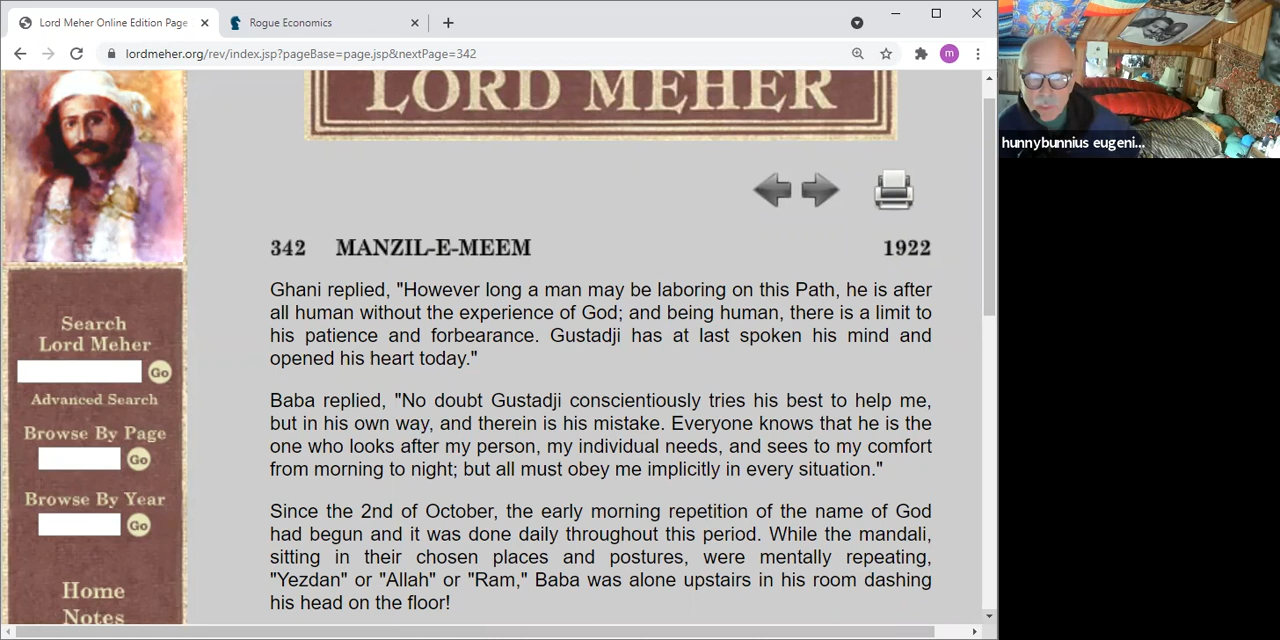 Lord Meher Online Edition Page
Rogue Economics
lordmeher.org/rev/index.jsp?pageBase=page.jsp&nextPage=342
m
LORD MEHER
hunnybunnius eugeni...
342 MANZIL-E-MEEM 1922
Ghani replied, "However long a man may be laboring on this Path, he is after
all human without the experience of God; and being human, there is a limit to
his patience and forbearance. Gustadji has at last spoken his mind and
opened his heart today."
Baba replied, "No doubt Gustadji conscientiously tries his best to help me,
but in his own way, and therein is his mistake. Everyone knows that he is the
one who looks after my person, my individual needs, and sees to my comfort
from morning to night; but all must obey me implicitly in every situation."
Since the 2nd of October, the early morning repetition of the name of God
had begun and it was done daily throughout this period. While the mandali,
sitting in their chosen places and postures, were mentally repeating,
"Yezdan" or "Allah" or "Ram," Baba was alone upstairs in his room dashing
his head on the floor!
Search
Lord Meher
Go
Advanced Search
Browse By Page
Go
Browse By Year
Go
Home
Notes